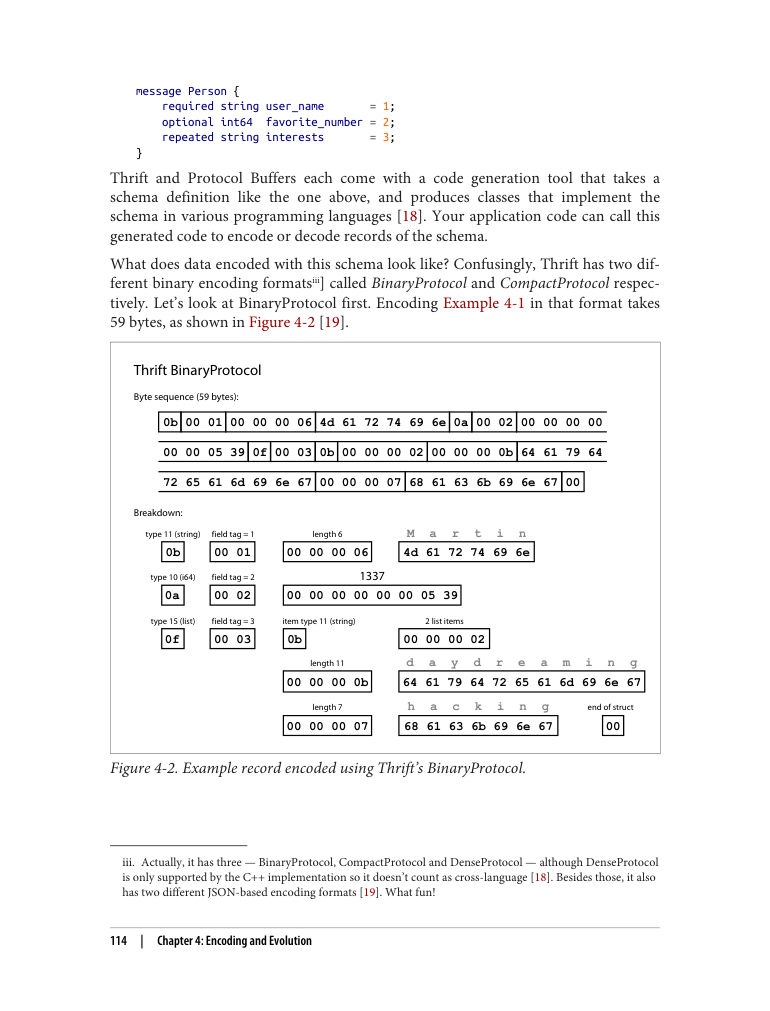 message Person {
    required string user_name       = 1;
    optional int64  favorite_number = 2;
    repeated string interests       = 3;
}
Thrift and Protocol Buffers each come with a code generation tool that takes a
schema definition like the one above, and produces classes that implement the
schema in various programming languages [18]. Your application code can call this
generated code to encode or decode records of the schema.
What does data encoded with this schema look like? Confusingly, Thrift has two dif-
ferent binary encoding formatsiii] called BinaryProtocol and CompactProtocol respec-
tively. Let's look at BinaryProtocol first. Encoding Example 4-1 in that format takes
59 bytes, as shown in Figure 4-2 [19].
Thrift BinaryProtocol
Byte sequence (59 bytes):
0b 00 01 00 00 00 06 4d 61 72 74 69 6e 0a 00 02 00 00 00 00
00 00 05 39 0f 00 03 0b 00 00 00 02 00 00 00 0b 64 61 79 64
72 65 61 6d 69 6e 67 00 00 00 07 68 61 63 6b 69 6e 67 00
Breakdown:
type 11 (string) field tag = 1 length 6 M a r t i n
0b 00 01 00 00 00 06 4d 61 72 74 69 6e
type 10 (i64) field tag = 2 1337
0a 00 02 00 00 00 00 00 00 05 39
type 15 (list) field tag = 3 item type 11 (string) 2 list items
0f 00 03 0b 00 00 00 02
length 11 d a y d r e a m i n g
00 00 00 0b 64 61 79 64 72 65 61 6d 69 6e 67
length 7 h a c k i n g end of struct
00 00 00 07 68 61 63 6b 69 6e 67 00
Figure 4-2. Example record encoded using Thrift's BinaryProtocol.
iii. Actually, it has three — BinaryProtocol, CompactProtocol and DenseProtocol — although DenseProtocol
is only supported by the C++ implementation so it doesn't count as cross-language [18]. Besides those, it also
has two different JSON-based encoding formats [19]. What fun!
114 | Chapter 4: Encoding and Evolution